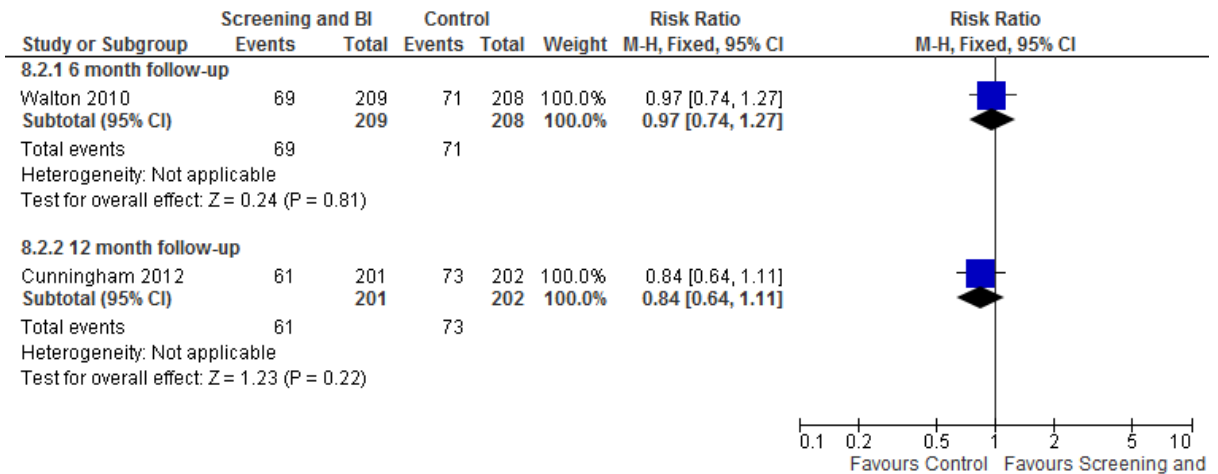 Screening and BI Control Risk Ratio Risk Ratio
Study or Subgroup Events Total Events Total Weight M-H, Fixed, 95% CI M-H, Fixed, 95% CI
8.2.1 6 month follow-up
Walton 2010 69 209 71 208 100.0% 0.97 [0.74, 1.27]
Subtotal (95% CI) 209 208 100.0% 0.97 [0.74, 1.27]
Total events 69 71
Heterogeneity: Not applicable
Test for overall effect: Z = 0.24 (P = 0.81)
8.2.2 12 month follow-up
Cunningham 2012 61 201 73 202 100.0% 0.84 [0.64, 1.11]
Subtotal (95% CI) 201 202 100.0% 0.84 [0.64, 1.11]
Total events 61 73
Heterogeneity: Not applicable
Test for overall effect: Z = 1.23 (P = 0.22)
0.1 0.2 0.5 1 2 5 10
Favours Control Favours Screening and